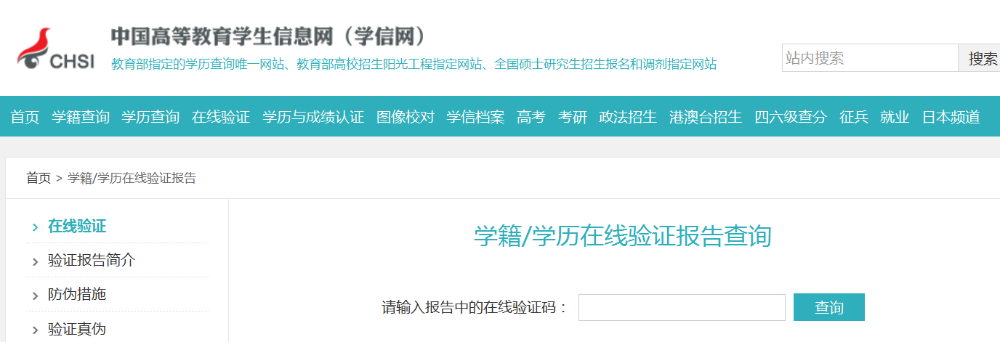 中国高等教育学生信息网（学信网）
CHSI
教育部指定的学历查询唯一网站、教育部高校招生阳光工程指定网站、全国硕士研究生招生报名和调剂指定网站
站内搜索 搜索
首页 学籍查询 学历查询 在线验证 学历与成绩认证 图像校对 学信档案 高考 考研 政法招生 港澳台招生 四六级查分 征兵 就业 日本频道
首页 > 学籍/学历在线验证报告
› 在线验证
› 验证报告简介
› 防伪措施
› 验证真伪
学籍/学历在线验证报告查询
请输入报告中的在线验证码： 查询